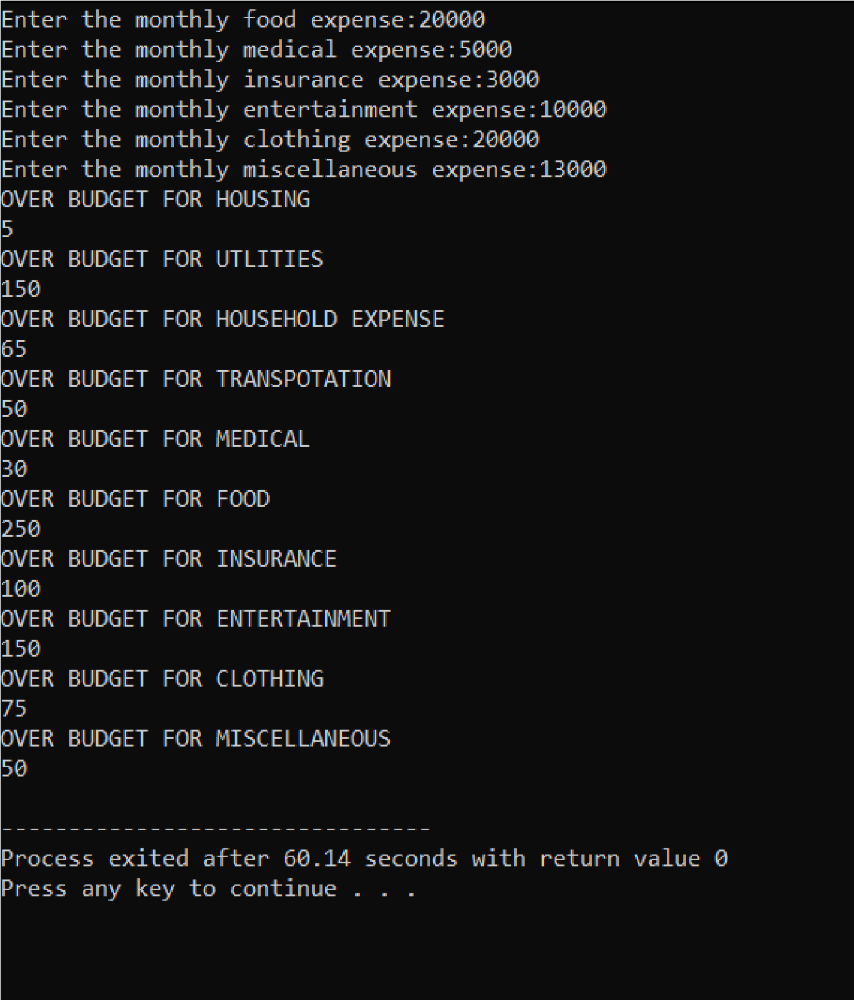 Enter the monthly food expense:20000
Enter the monthly medical expense:5000
Enter the monthly insurance expense:3000
Enter the monthly entertainment expense:10000
Enter the monthly clothing expense:20000
Enter the monthly miscellaneous expense:13000
OVER BUDGET FOR HOUSING
5
OVER BUDGET FOR UTLITIES
150
OVER BUDGET FOR HOUSEHOLD EXPENSE
65
OVER BUDGET FOR TRANSPOTATION
50
OVER BUDGET FOR MEDICAL
30
OVER BUDGET FOR FOOD
250
OVER BUDGET FOR INSURANCE
100
OVER BUDGET FOR ENTERTAINMENT
150
OVER BUDGET FOR CLOTHING
75
OVER BUDGET FOR MISCELLANEOUS
50
--------------------------------
Process exited after 60.14 seconds with return value 0
Press any key to continue . . .